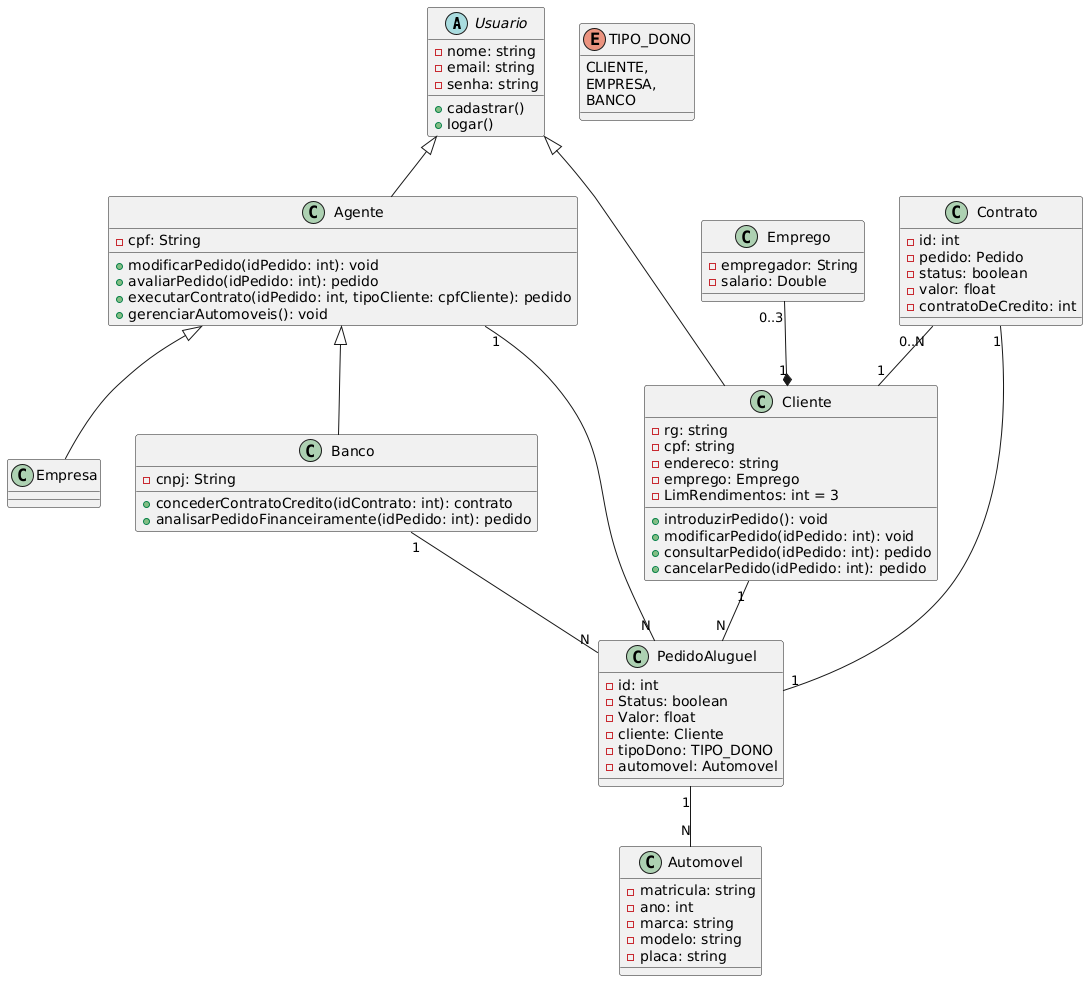 Usuario
nome: string
email: string
senha: string
cadastrar()
logar()
TIPO_DONO
CLIENTE,
EMPRESA,
BANCO
Agente
cpf: String
modificarPedido(idPedido: int): void
avaliarPedido(idPedido: int): pedido
executarContrato(idPedido: int, tipoCliente: cpfCliente): pedido
gerenciarAutomoveis(): void
Emprego
empregador: String
salario: Double
Contrato
id: int
pedido: Pedido
status: boolean
valor: float
contratoDeCredito: int
0..3
1
0..N
1
1
1
Empresa
Banco
cnpj: String
concederContratoCredito(idContrato: int): contrato
analisarPedidoFinanceiramente(idPedido: int): pedido
Cliente
rg: string
cpf: string
endereco: string
emprego: Emprego
LimRendimentos: int = 3
introduzirPedido(): void
modificarPedido(idPedido: int): void
consultarPedido(idPedido: int): pedido
cancelarPedido(idPedido: int): pedido
1
1
N
N
N
1
PedidoAluguel
id: int
Status: boolean
Valor: float
cliente: Cliente
tipoDono: TIPO_DONO
automovel: Automovel
1
N
Automovel
matricula: string
ano: int
marca: string
modelo: string
placa: string